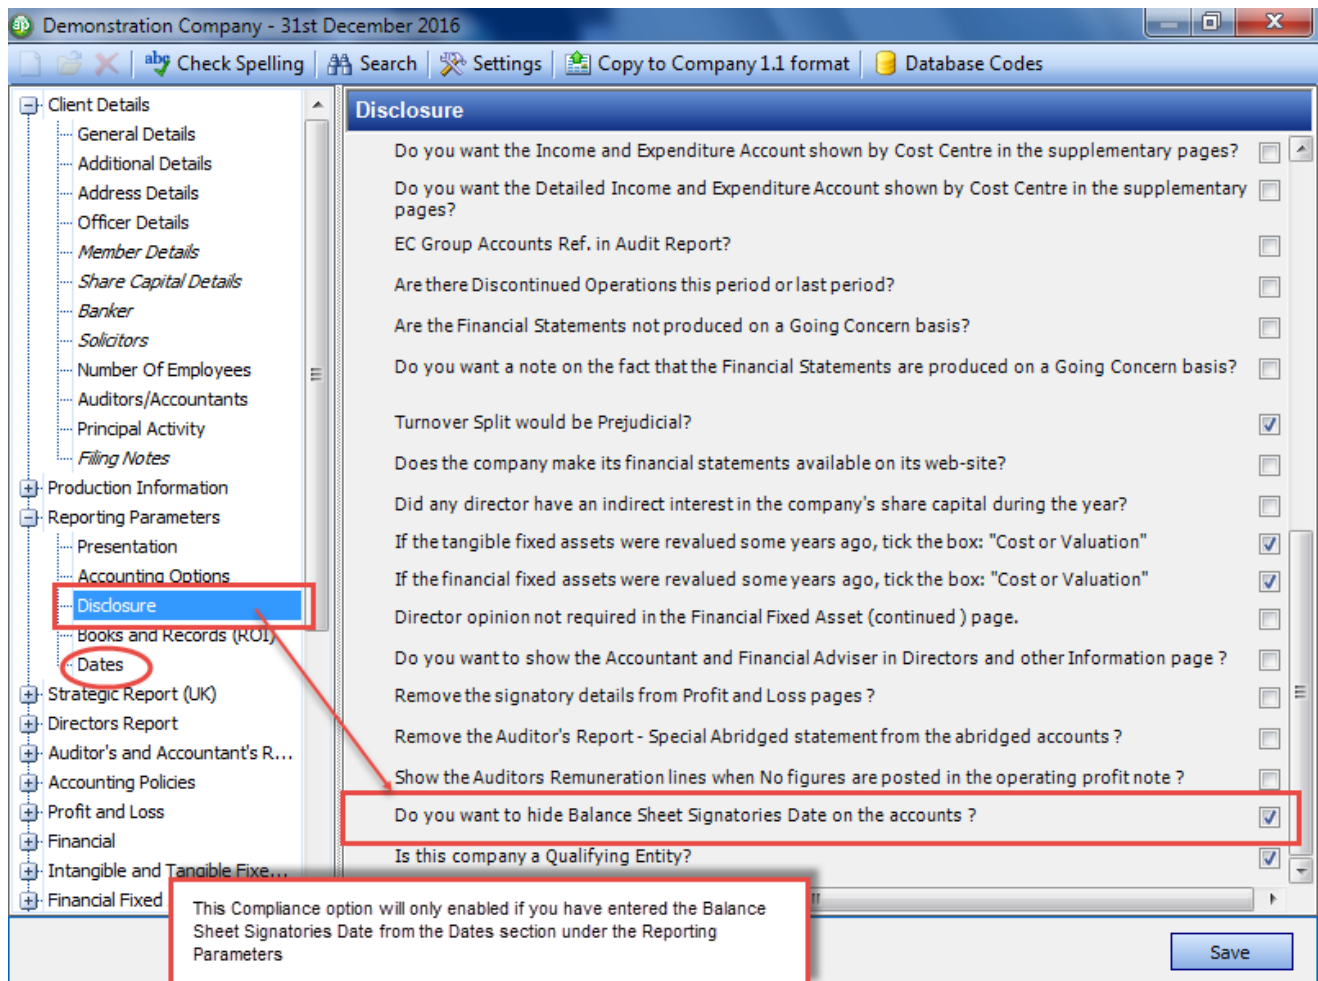 Demonstration Company - 31st December 2016
Check Spelling
Search
Settings
Copy to Company 1.1 format
Database Codes
Client Details
General Details
Additional Details
Address Details
Officer Details
Member Details
Share Capital Details
Banker
Solicitors
Number Of Employees
Auditors/Accountants
Principal Activity
Filing Notes
Production Information
Reporting Parameters
Presentation
Accounting Options
Disclosure
Books and Records (ROI)
Dates
Strategic Report (UK)
Directors Report
Auditor's and Accountant's R...
Accounting Policies
Profit and Loss
Financial
Intangible and Tangible Fixe...
Financial Fixed
Disclosure
Do you want the Income and Expenditure Account shown by Cost Centre in the supplementary pages?
Do you want the Detailed Income and Expenditure Account shown by Cost Centre in the supplementary
pages?
EC Group Accounts Ref. in Audit Report?
Are there Discontinued Operations this period or last period?
Are the Financial Statements not produced on a Going Concern basis?
Do you want a note on the fact that the Financial Statements are produced on a Going Concern basis?
Turnover Split would be Prejudicial?
Does the company make its financial statements available on its web-site?
Did any director have an indirect interest in the company's share capital during the year?
If the tangible fixed assets were revalued some years ago, tick the box: "Cost or Valuation"
If the financial fixed assets were revalued some years ago, tick the box: "Cost or Valuation"
Director opinion not required in the Financial Fixed Asset (continued ) page.
Do you want to show the Accountant and Financial Adviser in Directors and other Information page ?
Remove the signatory details from Profit and Loss pages ?
Remove the Auditor's Report - Special Abridged statement from the abridged accounts ?
Show the Auditors Remuneration lines when No figures are posted in the operating profit note ?
Do you want to hide Balance Sheet Signatories Date on the accounts ?
Is this company a Qualifying Entity?
This Compliance option will only enabled if you have entered the Balance
Sheet Signatories Date from the Dates section under the Reporting
Parameters
Save